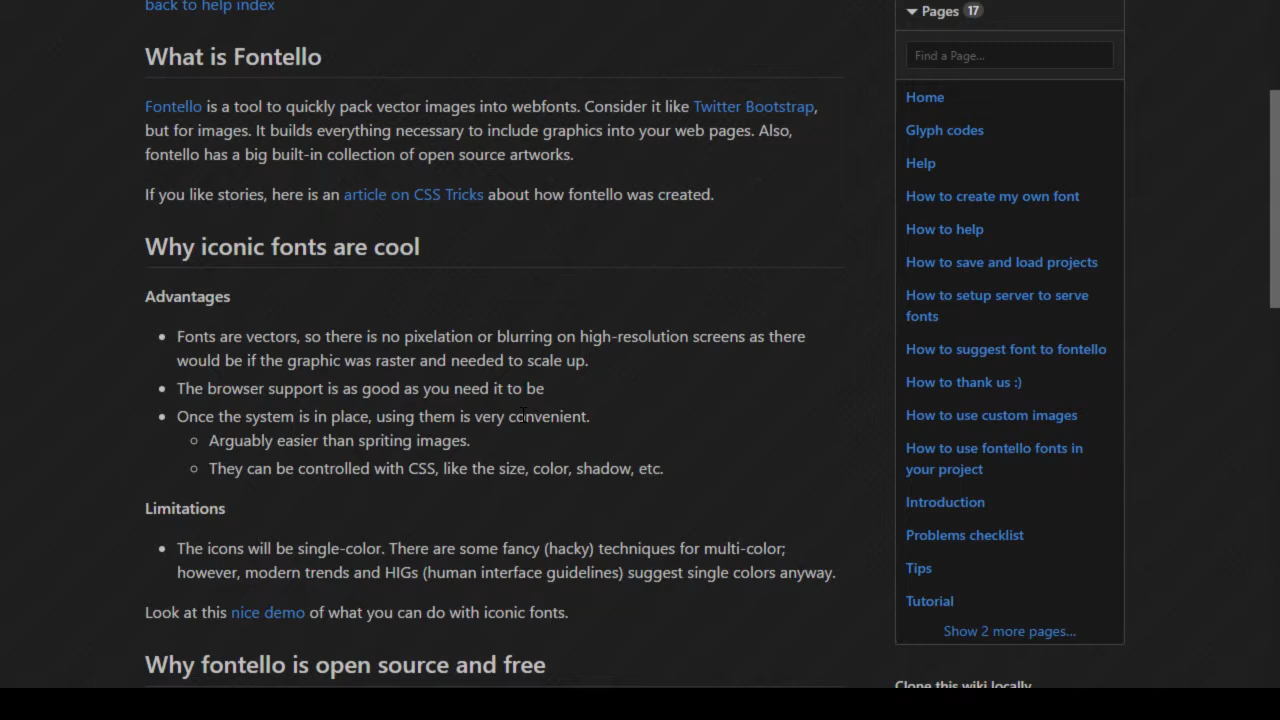 back to help index
What is Fontello
Fontello is a tool to quickly pack vector images into webfonts. Consider it like Twitter Bootstrap,
but for images. It builds everything necessary to include graphics into your web pages. Also,
fontello has a big built-in collection of open source artworks.
If you like stories, here is an article on CSS Tricks about how fontello was created.
Why iconic fonts are cool
Advantages
Fonts are vectors, so there is no pixelation or blurring on high-resolution screens as there
would be if the graphic was raster and needed to scale up.
The browser support is as good as you need it to be
Once the system is in place, using them is very convenient.
Arguably easier than spriting images.
They can be controlled with CSS, like the size, color, shadow, etc.
Limitations
The icons will be single-color. There are some fancy (hacky) techniques for multi-color;
however, modern trends and HIGs (human interface guidelines) suggest single colors anyway.
Look at this nice demo of what you can do with iconic fonts.
Why fontello is open source and free
Pages 17
Find a Page...
Home
Glyph codes
Help
How to create my own font
How to help
How to save and load projects
How to setup server to serve
fonts
How to suggest font to fontello
How to thank us :)
How to use custom images
How to use fontello fonts in
your project
Introduction
Problems checklist
Tips
Tutorial
Show 2 more pages...
Clone this wiki locally